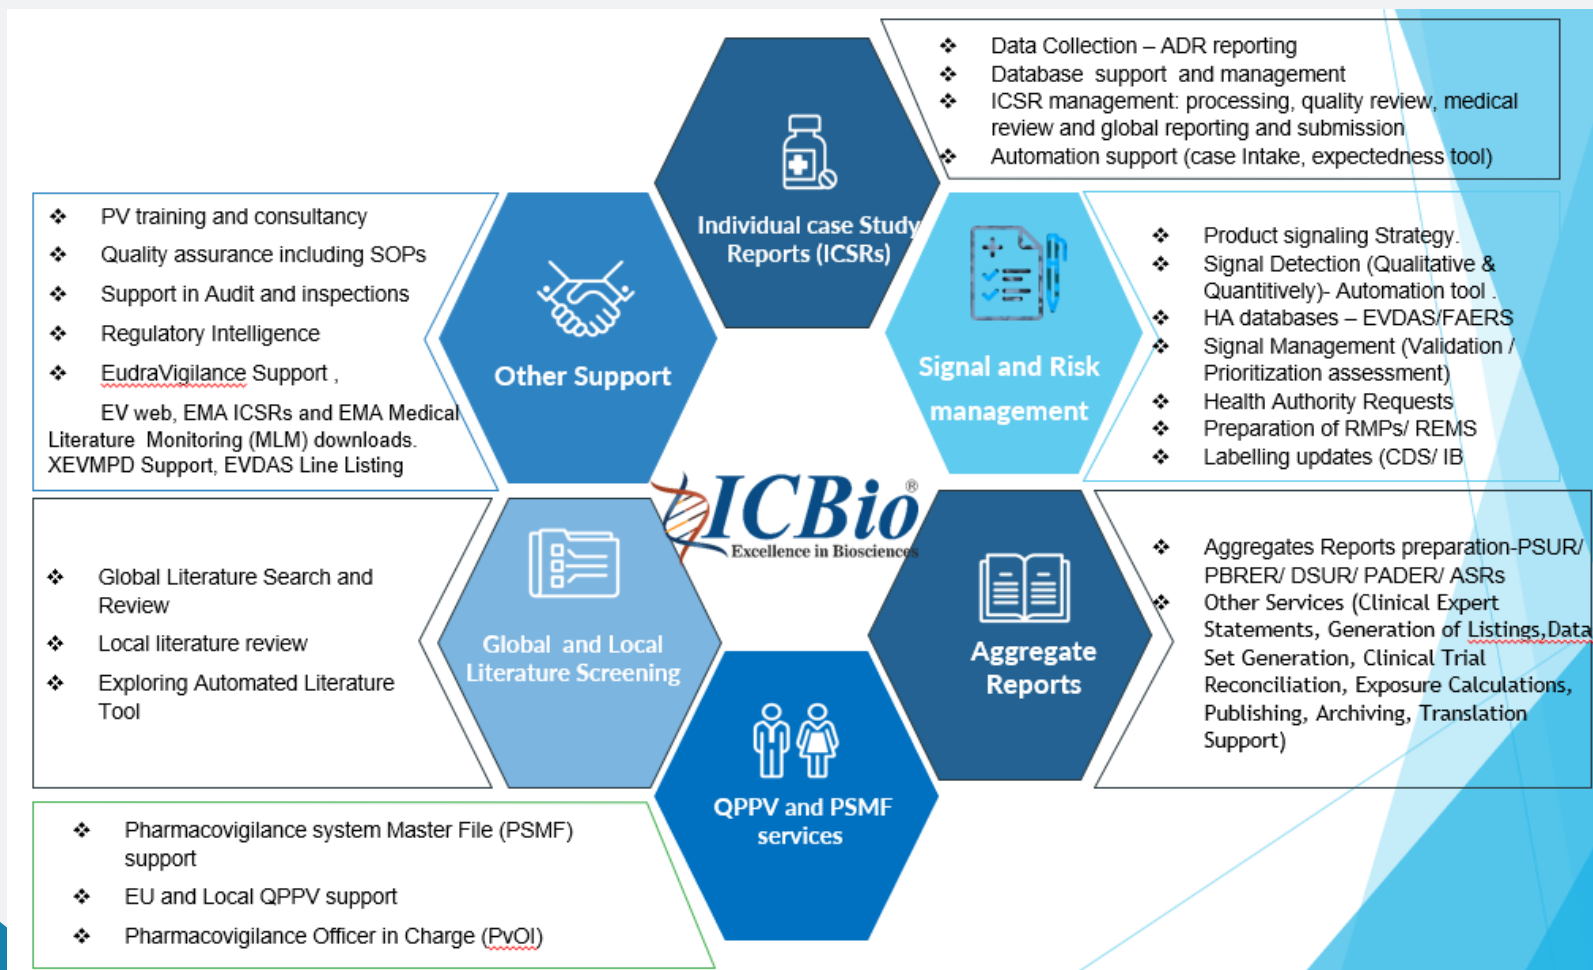 ❖ Data Collection – ADR reporting
❖ Database support and management
❖ ICSR management: processing, quality review, medical
review and global reporting and submission
❖ Automation support (case Intake, expectedness tool)
Individual case Study
Reports (ICSRs)
❖ PV training and consultancy
❖ Quality assurance including SOPs
❖ Support in Audit and inspections
❖ Regulatory Intelligence
❖ EudraVigilance Support ,
EV web, EMA ICSRs and EMA Medical
Literature Monitoring (MLM) downloads.
XEVMPD Support, EVDAS Line Listing
Other Support
❖ Product signaling Strategy.
❖ Signal Detection (Qualitative &
Quantitively)- Automation tool .
❖ HA databases – EVDAS/FAERS
❖ Signal Management (Validation /
Prioritization assessment)
❖ Health Authority Requests
❖ Preparation of RMPs/ REMS
❖ Labelling updates (CDS/ IB
Signal and Risk
management
ICBio®
Excellence in Biosciences
❖ Global Literature Search and
Review
❖ Local literature review
❖ Exploring Automated Literature
Tool
Global and Local
Literature Screening
Aggregate
Reports
❖ Aggregates Reports preparation-PSUR/
PBRER/ DSUR/ PADER/ ASRs
❖ Other Services (Clinical Expert
Statements, Generation of Listings,Data
Set Generation, Clinical Trial
Reconciliation, Exposure Calculations,
Publishing, Archiving, Translation
Support)
QPPV and PSMF
services
❖ Pharmacovigilance system Master File (PSMF)
support
❖ EU and Local QPPV support
❖ Pharmacovigilance Officer in Charge (PvOI)